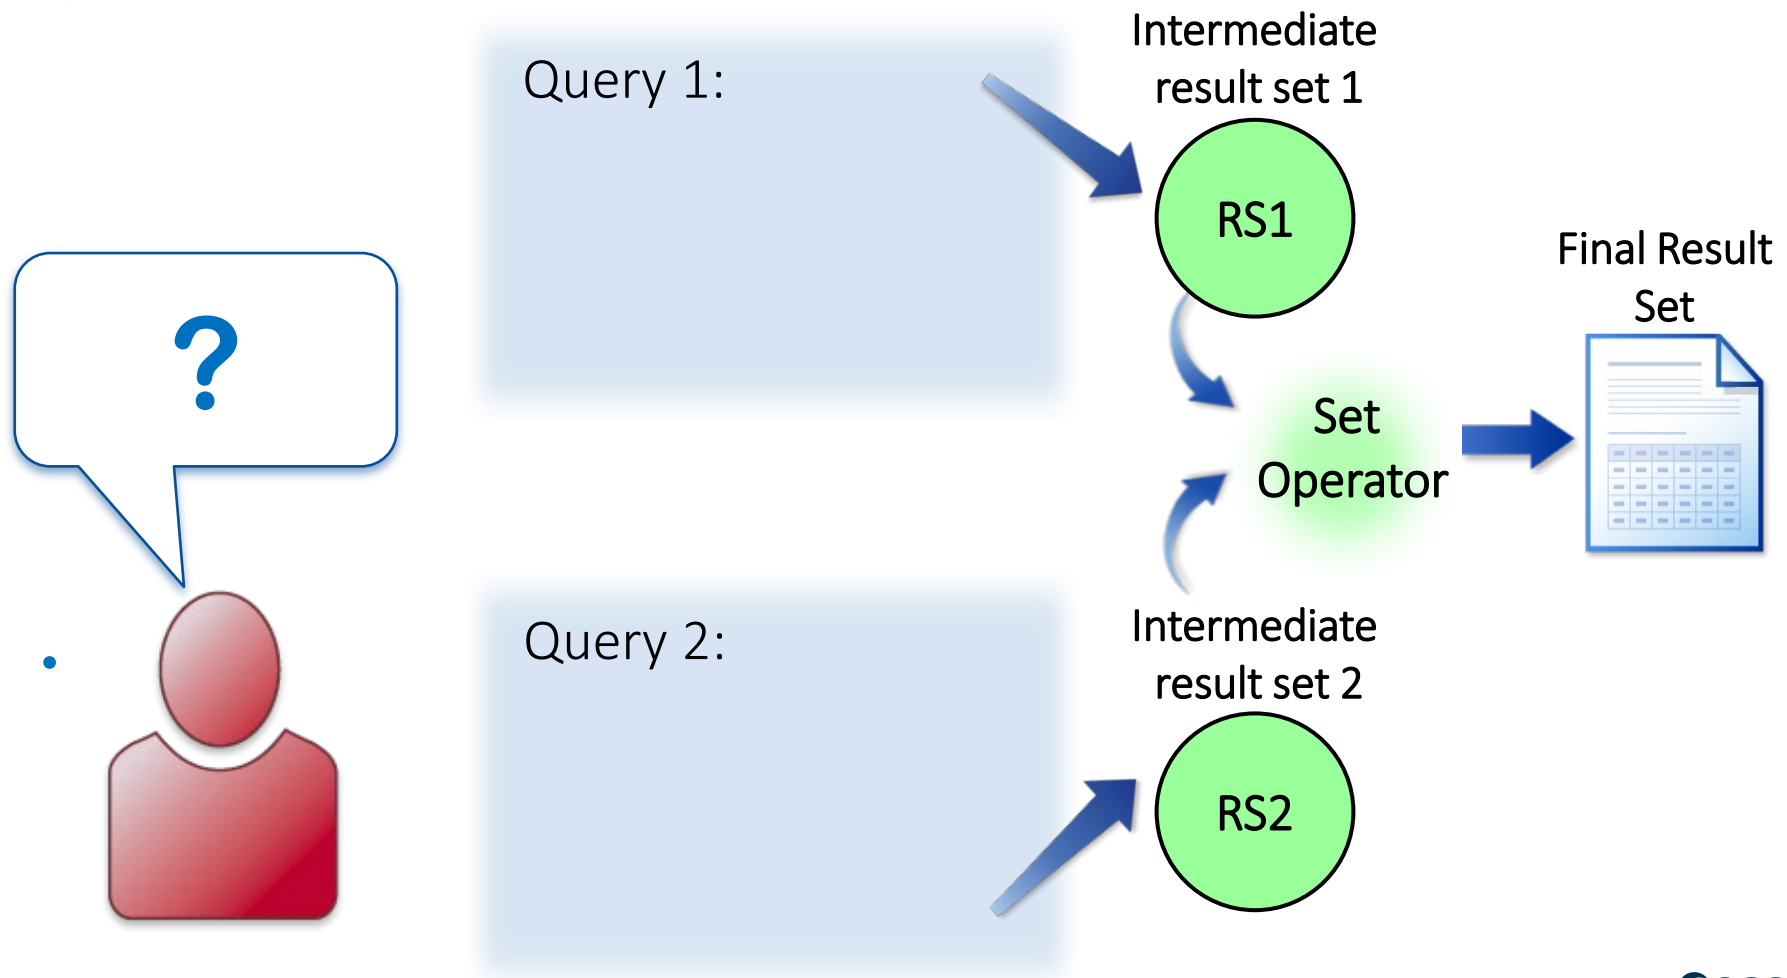 Intermediate
result set 1
Query 1:
RS1
Final Result
Set
?
Set
Operator
Query 2:
Intermediate
result set 2
RS2